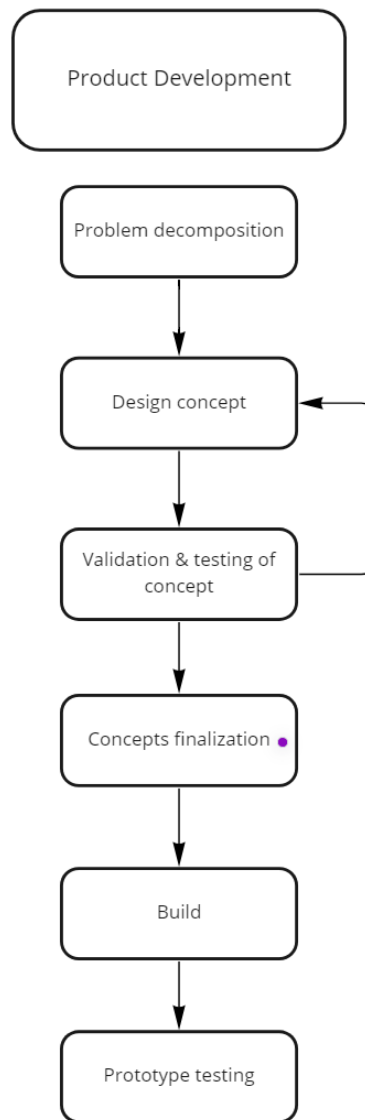 Product Development
Problem decomposition
Design concept
Validation & testing of
concept
Concepts finalization
Build
Prototype testing